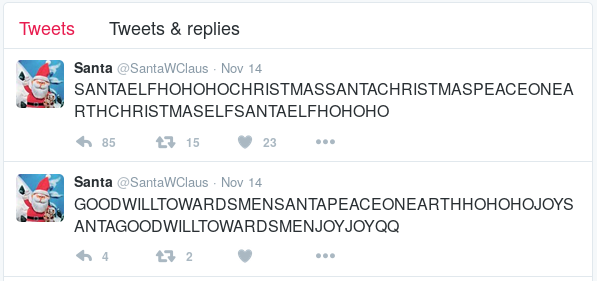 Tweets Tweets & replies
Santa @SantaWClaus · Nov 14
SANTAELFHOHOHOCHRISTMASSANTACHRISTMASPEACEONEA
RTHCHRISTMASELFSANTAELFHOHOHO
85 15 23 •••
Santa @SantaWClaus · Nov 14
GOODWILLTOWARDSMENSANTAPEACEONEARTHHOHOHOJOYS
ANTAGOODWILLTOWARDSMENJOYJOYQQ
4 2 •••